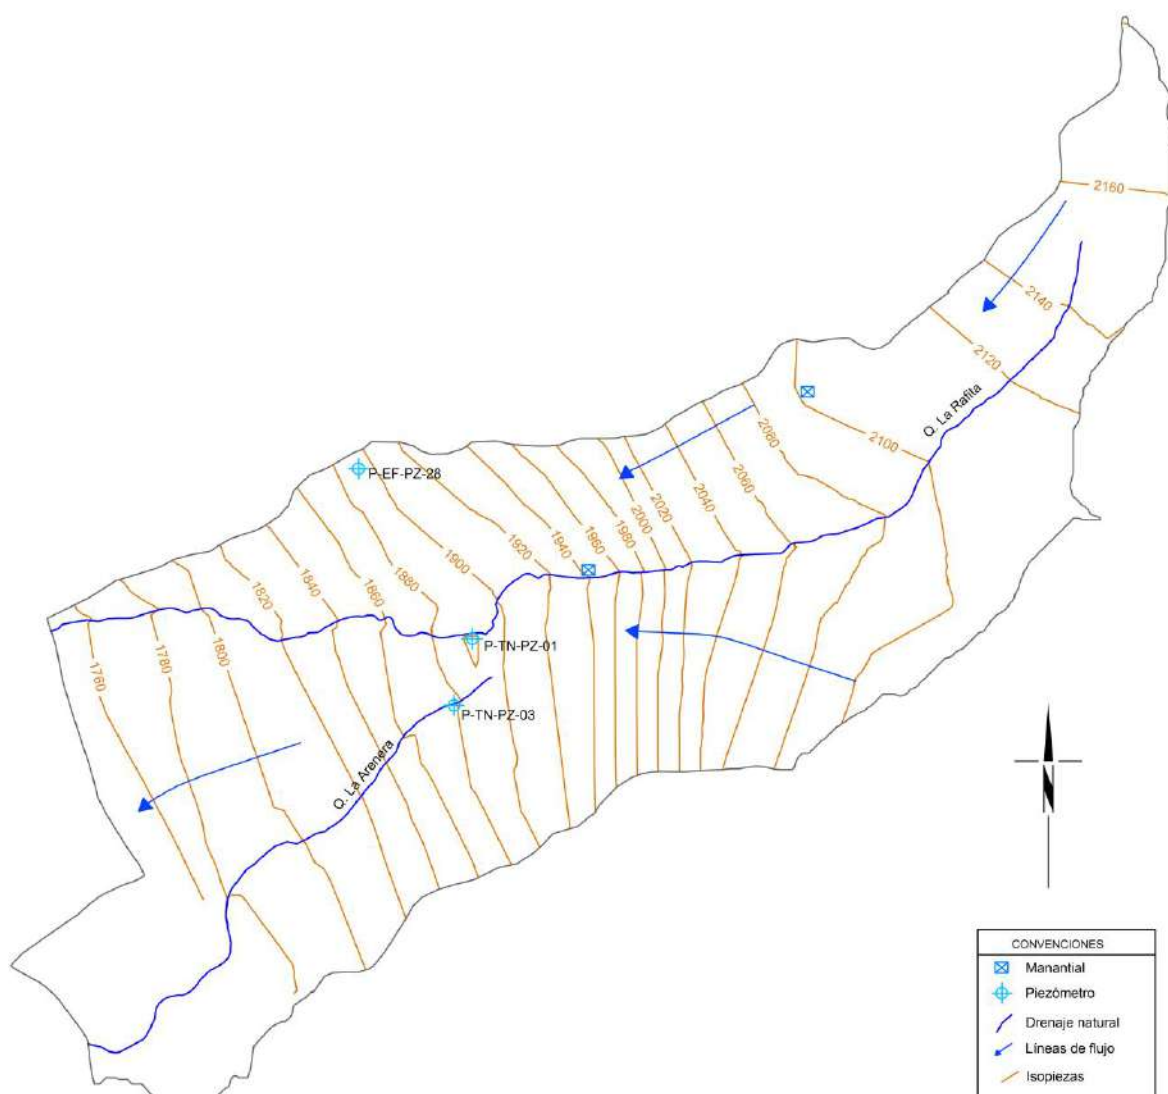 2160
2140
2120
Q. La Rafita
2100
2080
2060
2040
2020
2000
1980
1960
1940
1920
1900
1880
1860
1840
1820
1800
1780
1760
P-EF-PZ-28
P-TN-PZ-01
P-TN-PZ-03
Q. La Arenera
N
CONVENCIONES
Manantial
Piezómetro
Drenaje natural
Líneas de flujo
Isopiezas